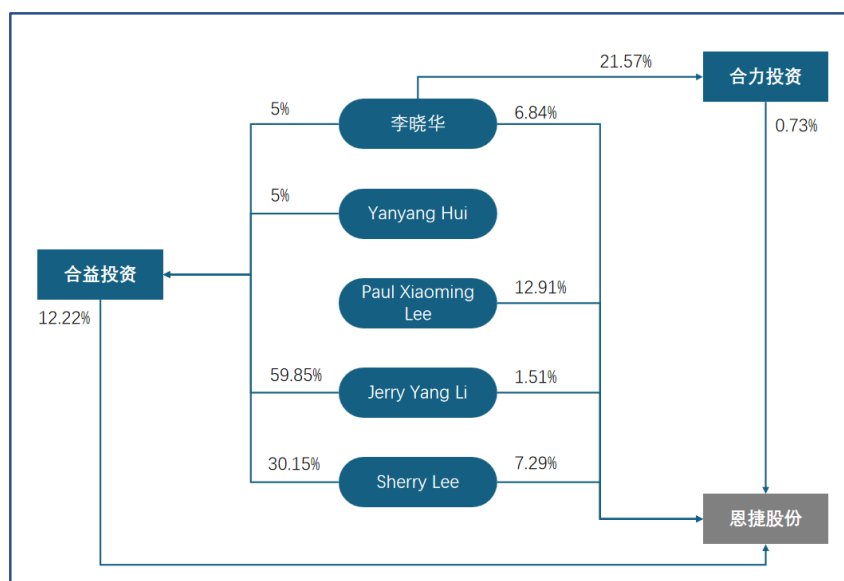 21.57%
合力投资
5%
李晓华
6.84%
0.73%
5%
Yanyang Hui
合益投资
Paul Xiaoming
Lee
12.91%
12.22%
59.85%
Jerry Yang Li
1.51%
30.15%
Sherry Lee
7.29%
恩捷股份